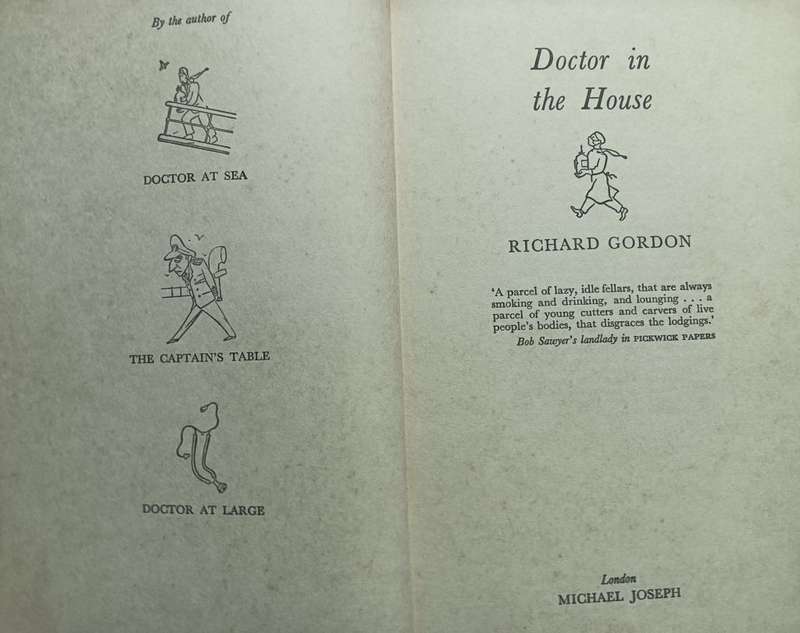 By the author of
DOCTOR AT SEA
THE CAPTAIN'S TABLE
DOCTOR AT LARGE
Doctor in
the House
RICHARD GORDON
'A parcel of lazy, idle fellars, that are always
smoking and drinking, and lounging . . . a
parcel of young cutters and carvers of live
people's bodies, that disgraces the lodgings.'
Bob Sawyer's landlady in PICKWICK PAPERS
London
MICHAEL JOSEPH